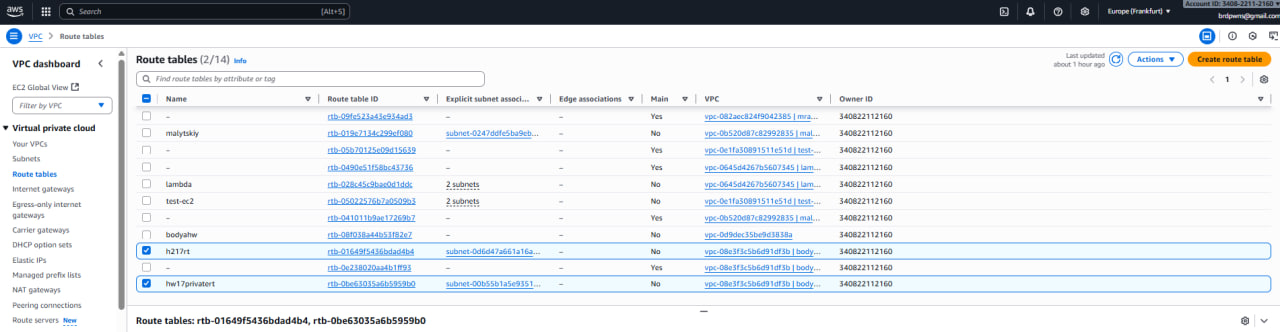 aws Search [Alt+S] Europe (Frankfurt) Account ID: 3408-2211-2160
brdpwns@gmail.com
VPC > Route tables
VPC dashboard
EC2 Global View
Filter by VPC
Virtual private cloud
Your VPCs
Subnets
Route tables
Internet gateways
Egress-only internet
gateways
Carrier gateways
DHCP option sets
Elastic IPs
Managed prefix lists
NAT gateways
Peering connections
Route servers New
Route tables (2/14) Info
Last updated
about 1 hour ago
Actions
Create route table
Find route tables by attribute or tag
1
Name Route table ID Explicit subnet associ... Edge associations Main VPC Owner ID
– rtb-09fe523a43e934ad3 – – Yes vpc-082aec824f9042385 | mra... 340822112160
malytskiy rtb-019e7134c299ef080 subnet-0247ddfe5ba9eb... – No vpc-0b520d87c82992835 | mal... 340822112160
– rtb-05b70125e09d15639 – – Yes vpc-0e1fa30891511e51d | test-... 340822112160
– rtb-0490e51f58bc43736 – – Yes vpc-0645d4267b5607345 | lam... 340822112160
lambda rtb-028c45c9bae0d1ddc 2 subnets – No vpc-0645d4267b5607345 | lam... 340822112160
test-ec2 rtb-05022576b7a0509b3 2 subnets – No vpc-0e1fa30891511e51d | test-... 340822112160
– rtb-041011b9ae17269b7 – – Yes vpc-0b520d87c82992835 | mal... 340822112160
bodyahw rtb-08f038a44b53f82e7 – – No vpc-0d9dec35be9d3838a 340822112160
h217rt rtb-01649f5436bdad4b4 subnet-0d6d47a661a16a... – No vpc-08e3f3c5b6d91df3b | body... 340822112160
– rtb-0e238020aa4b1ff93 – – Yes vpc-08e3f3c5b6d91df3b | body... 340822112160
hw17privatert rtb-0be63035a6b5959b0 subnet-00b55b1a5e9351... – No vpc-08e3f3c5b6d91df3b | body... 340822112160
Route tables: rtb-01649f5436bdad4b4, rtb-0be63035a6b5959b0